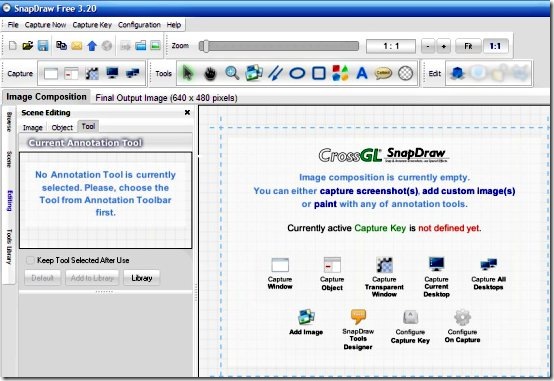 SnapDraw Free 3.20
File Capture Now Capture Key Configuration Help
Zoom 1 : 1 - + Fit 1:1
Capture Tools A Edit
Image Composition Final Output Image (640 x 480 pixels)
Browse
Scene
Editing
Tools Library
Scene Editing
Image Object Tool
Current Annotation Tool
No Annotation Tool is currently
selected. Please, choose the
Tool from Annotation Toolbar
first.
Keep Tool Selected After Use
Default Add to Library Library
CrossGL SnapDraw
Image composition is currently empty.
You can either capture screenshot(s), add custom image(s)
or paint with any of annotation tools.
Currently active Capture Key is not defined yet.
Capture
Window
Capture
Object
Capture
Transparent
Window
Capture
Current
Desktop
Capture All
Desktops
Add Image
SnapDraw
Tools
Designer
Configure
Capture Key
Configure
On Capture